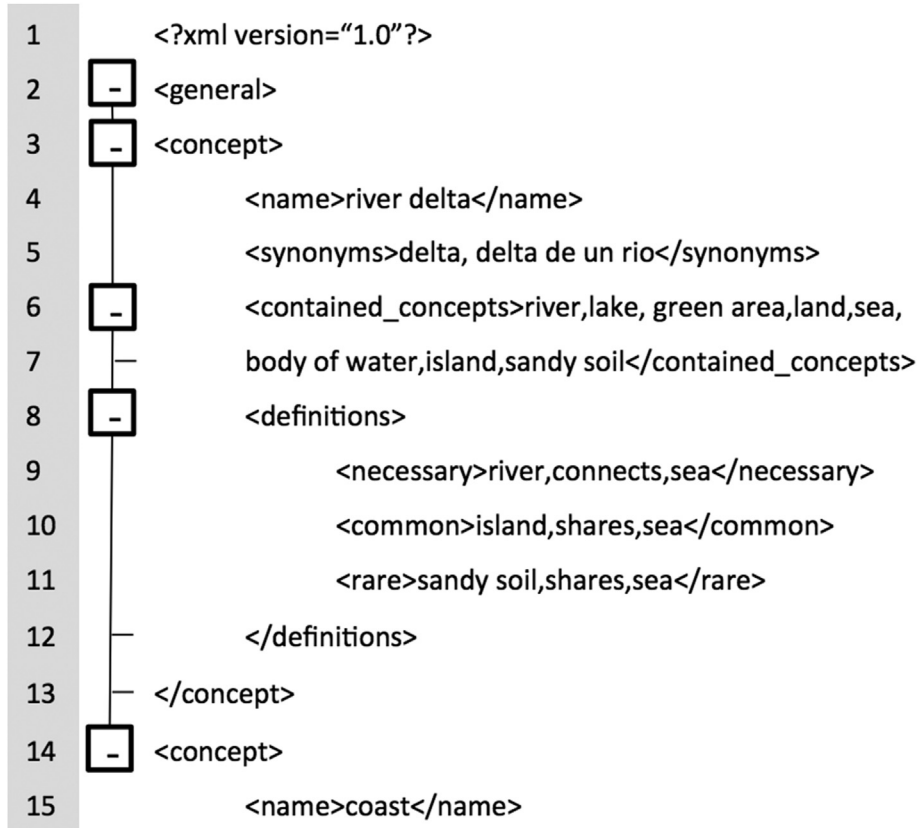 1 <?xml version=“1.0”?>
2 - <general>
3 - <concept>
4 <name>river delta</name>
5 <synonyms>delta, delta de un rio</synonyms>
6 - <contained_concepts>river,lake, green area,land,sea,
7 body of water,island,sandy soil</contained_concepts>
8 - <definitions>
9 <necessary>river,connects,sea</necessary>
10 <common>island,shares,sea</common>
11 <rare>sandy soil,shares,sea</rare>
12 </definitions>
13 </concept>
14 - <concept>
15 <name>coast</name>